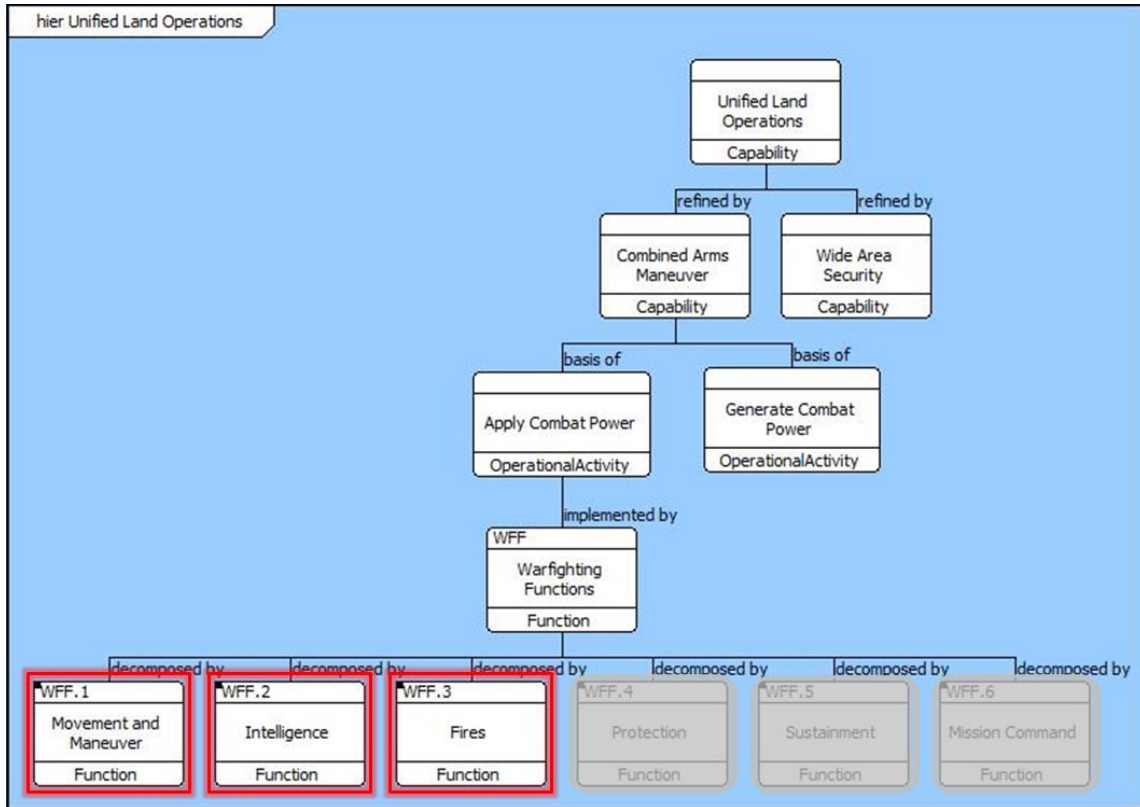 hier Unified Land Operations
Unified Land
Operations
Capability
refined by
refined by
Combined Arms
Maneuver
Capability
Wide Area
Security
Capability
basis of
basis of
Apply Combat Power
OperationalActivity
Generate Combat
Power
OperationalActivity
implemented by
WFF
Warfighting
Functions
Function
decomposed by
decomposed by
decomposed by
decomposed by
decomposed by
decomposed by
WFF.1
Movement and
Maneuver
Function
WFF.2
Intelligence
Function
WFF.3
Fires
Function
WFF.4
Protection
Function
WFF.5
Sustainment
Function
WFF.6
Mission Command
Function